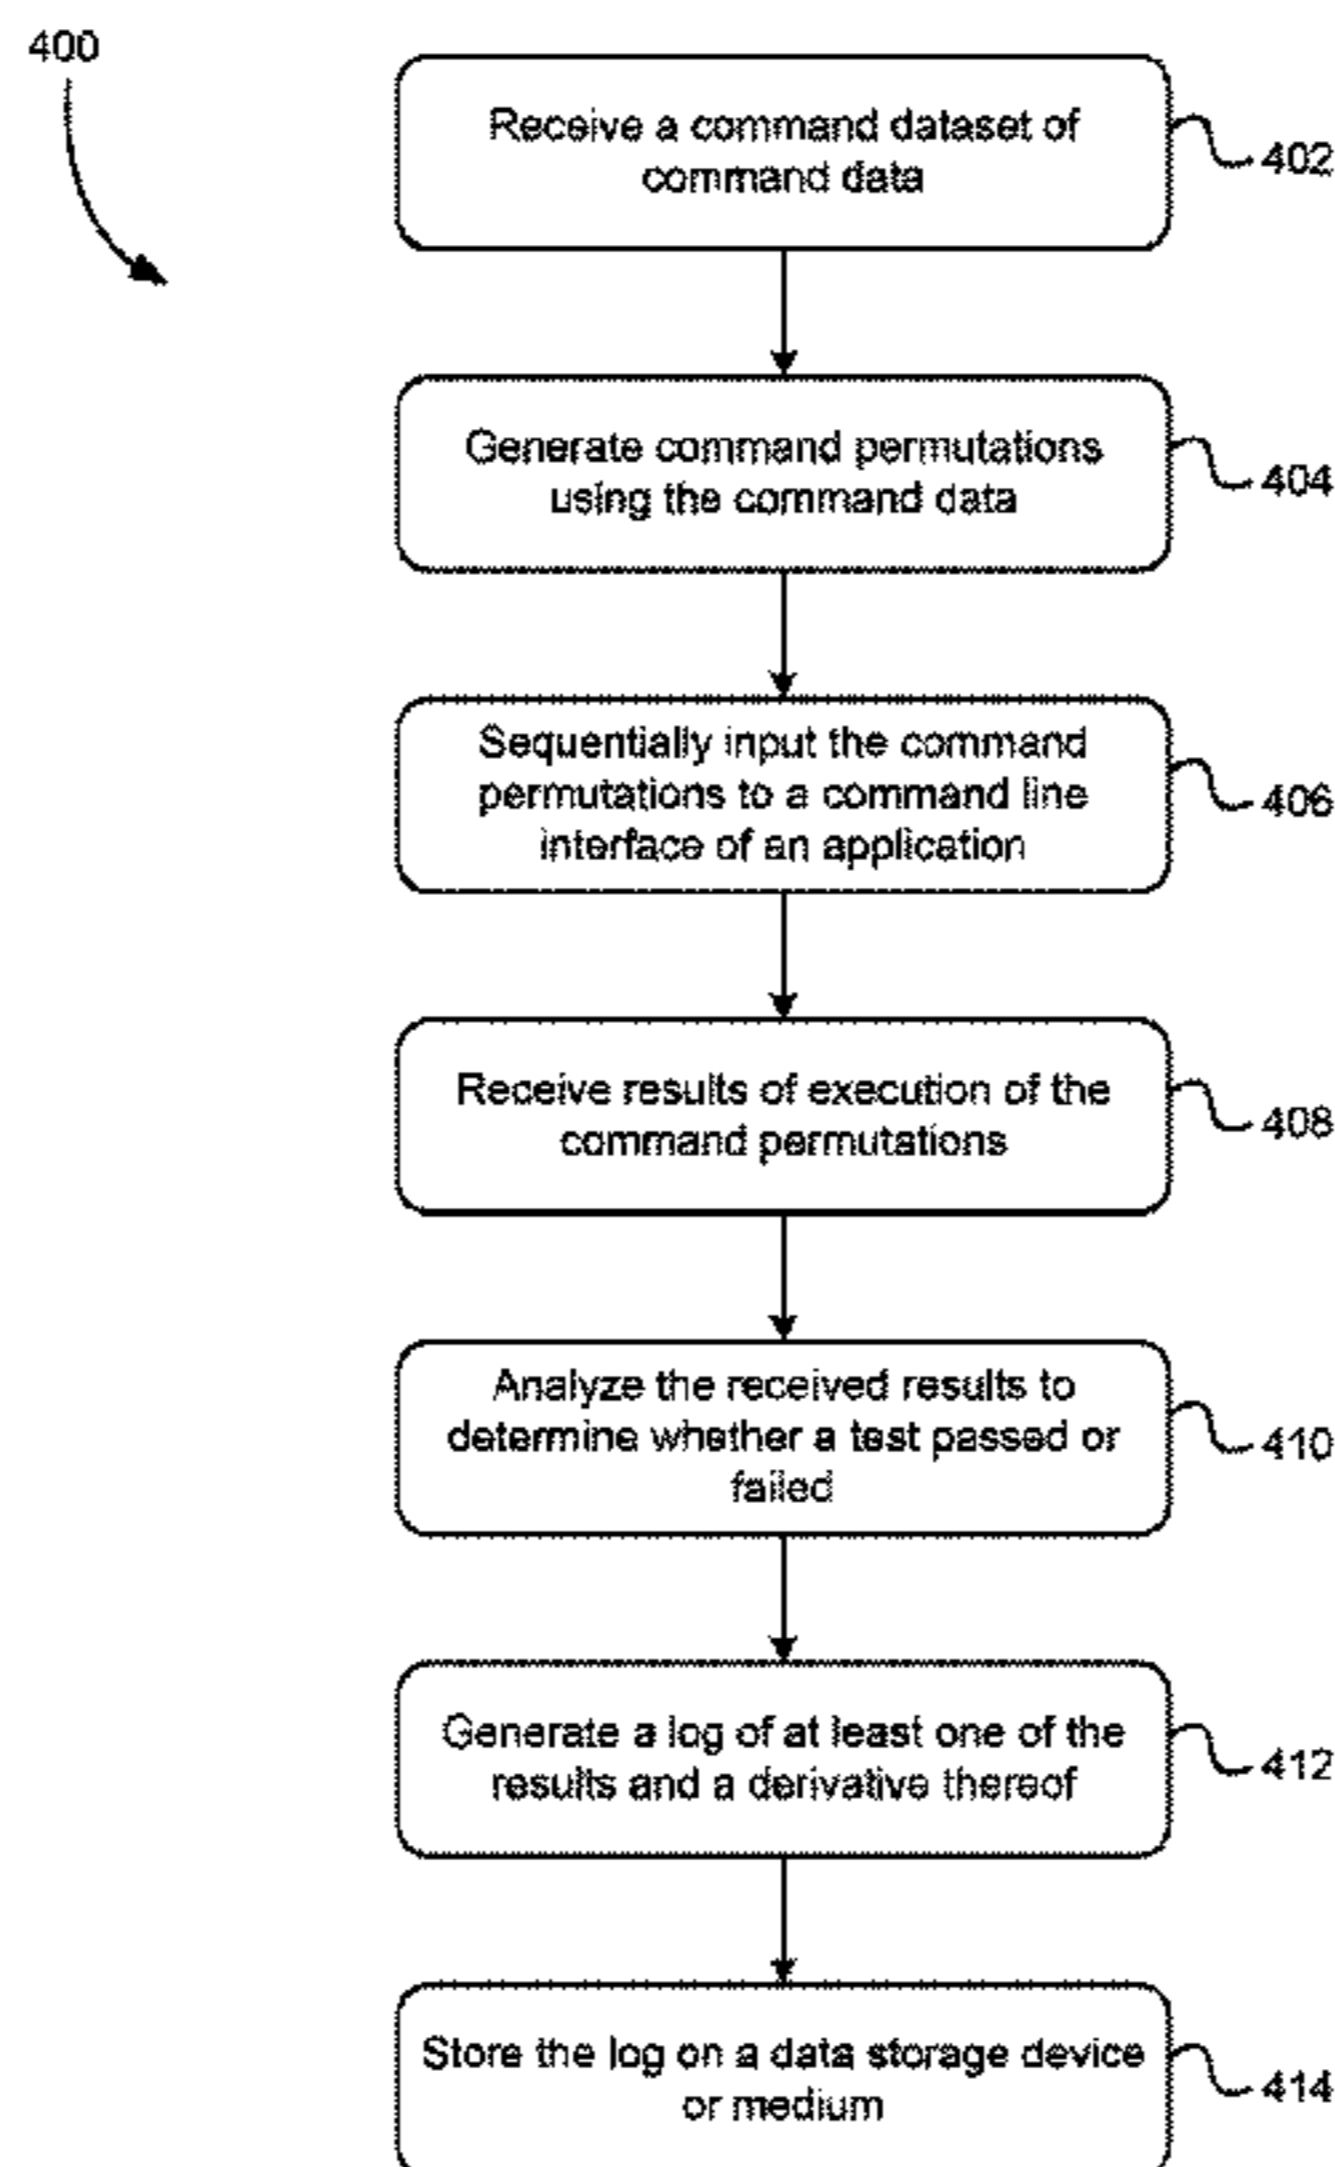 400
Receive a command dataset of
command data
402
Generate command permutations
using the command data
404
Sequentially input the command
permutations to a command line
interface of an application
406
Receive results of execution of the
command permutations
408
Analyze the received results to
determine whether a test passed or
failed
410
Generate a log of at least one of the
results and a derivative thereof
412
Store the log on a data storage device
or medium
414